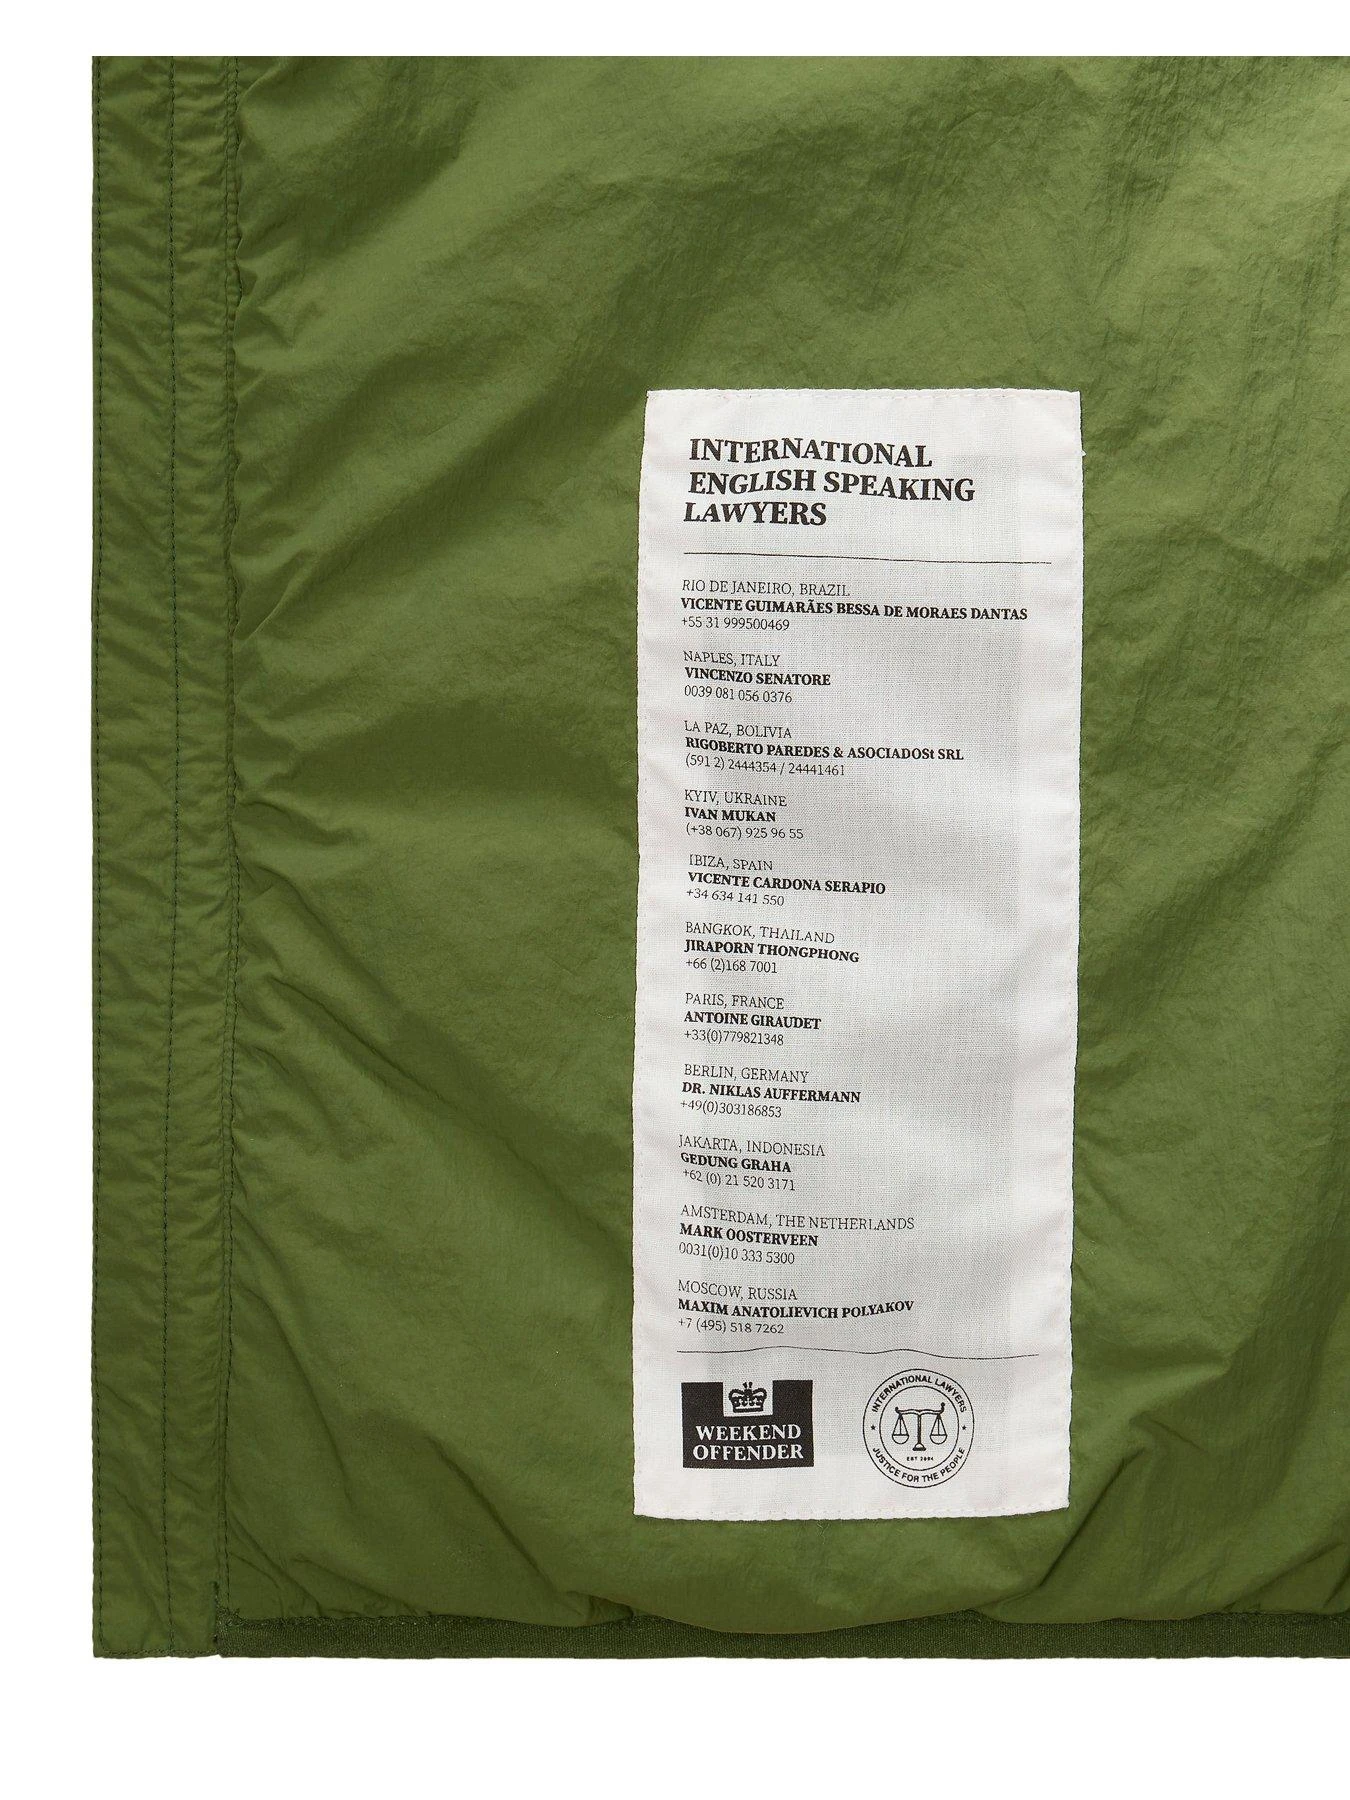 INTERNATIONAL
ENGLISH SPEAKING
LAWYERS
RIO DE JANEIRO, BRAZIL
VICENTE GUIMARÃES BESSA DE MORAES DANTAS
+55 31 999500469
NAPLES, ITALY
VINCENZO SENATORE
0039 081 056 0376
LA PAZ, BOLIVIA
RIGOBERTO PAREDES & ASOCIADOSt SRL
(591 2) 2444354 / 24441461
KYIV, UKRAINE
IVAN MUKAN
(+38 067) 925 96 55
IBIZA, SPAIN
VICENTE CARDONA SERAPIO
+34 634 141 550
BANGKOK, THAILAND
JIRAPORN THONGPHONG
+66 (2)168 7001
PARIS, FRANCE
ANTOINE GIRAUDET
+33(0)779821348
BERLIN, GERMANY
DR. NIKLAS AUFFERMANN
+49(0)303186853
JAKARTA, INDONESIA
GEDUNG GRAHA
+62 (0) 21 520 3171
AMSTERDAM, THE NETHERLANDS
MARK OOSTERVEEN
0031(0)10 333 5300
MOSCOW, RUSSIA
MAXIM ANATOLIEVICH POLYAKOV
+7 (495) 518 7262
WEEKEND
OFFENDER
INTERNATIONAL LAWYERS
EST 2004
JUSTICE FOR THE PEOPLE